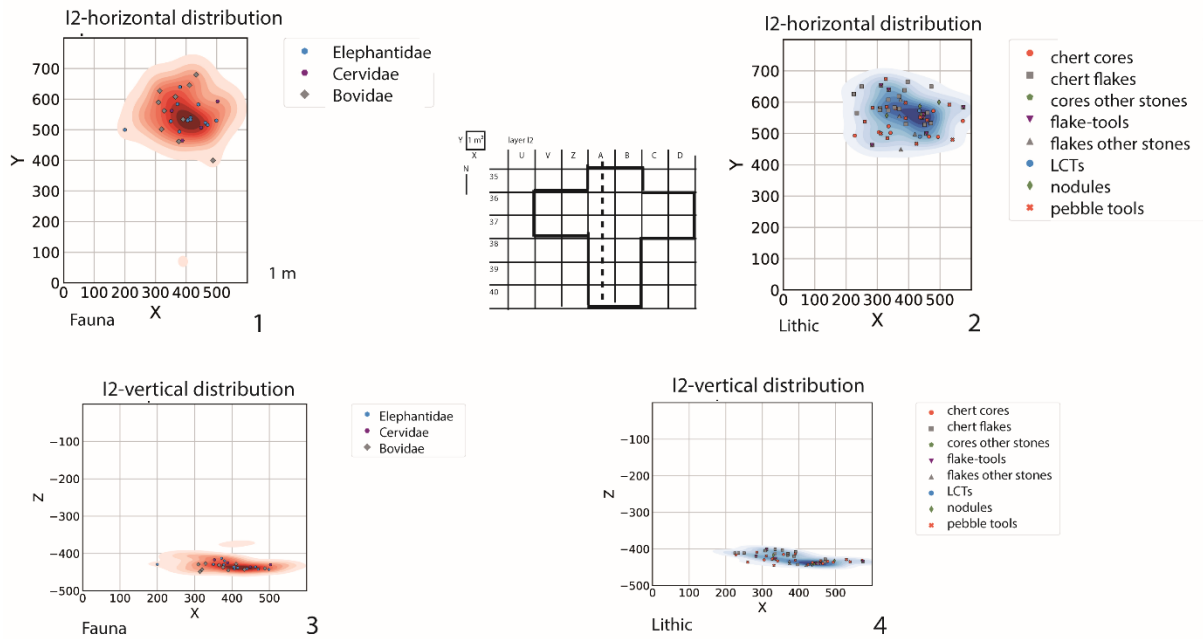 I2-horizontal distribution
700
600
500
400
300
200
100
0
Y
0 100 200 300 400 500
X
Fauna
1
1 m
Elephantidae
Cervidae
Bovidae
Y 1 m² layer I2
X
N
U V Z A B C D
35
36
37
38
39
40
I2-horizontal distribution
700
600
500
400
300
200
100
0
Y
0 100 200 300 400 500
X
Lithic
2
chert cores
chert flakes
cores other stones
flake-tools
flakes other stones
LCTs
nodules
pebble tools
I2-vertical distribution
−100
−200
−300
−400
−500
Z
0 100 200 300 400 500
X
Fauna
3
Elephantidae
Cervidae
Bovidae
I2-vertical distribution
−100
−200
−300
−400
−500
Z
0 100 200 300 400 500
X
Lithic
4
chert cores
chert flakes
cores other stones
flake-tools
flakes other stones
LCTs
nodules
pebble tools